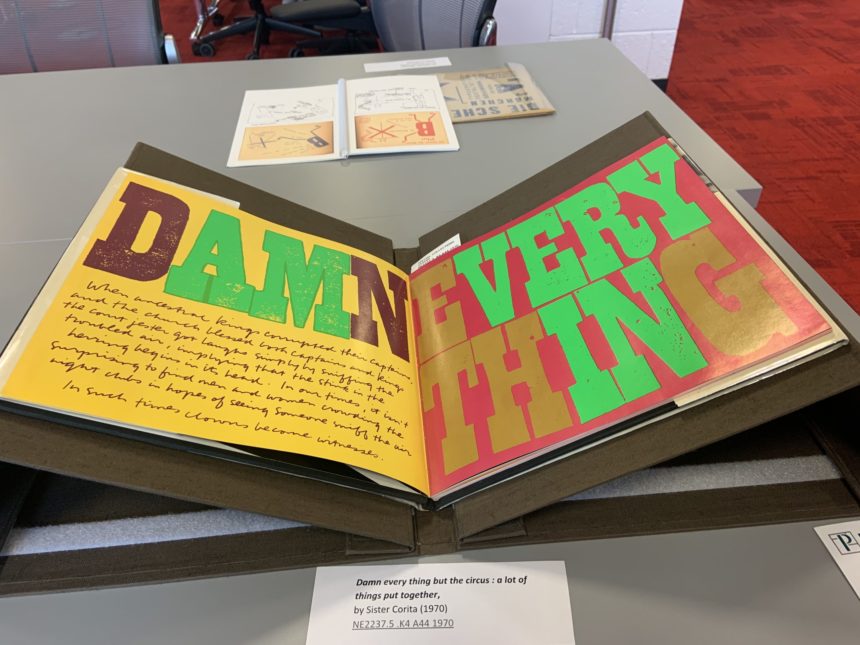 DIE SCHE
MÄRCHEN
B
B
DAMN
When ancestral kings corrupted their captains,
and the church blessed both captains and kings
the court jester got laughs simply by sniffing the
troubled air, implying that the stink in the
herring begins in its head. In our times it isn't
surprising to find men and women crowding the
night clubs in hopes of seeing someone sniff the air
In such times clowns become witnesses.
EVERY
THING
Damn every thing but the circus : a lot of
things put together,
by Sister Corita (1970)
NE2237.5 .K4 A44 1970
P